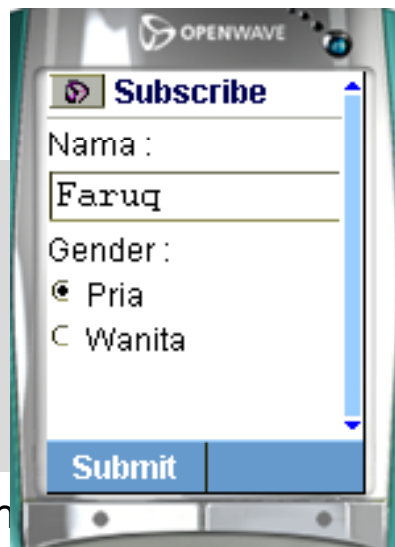 OPENWAVE
Subscribe
Nama :
Faruq
Gender :
Pria
Wanita
Submit